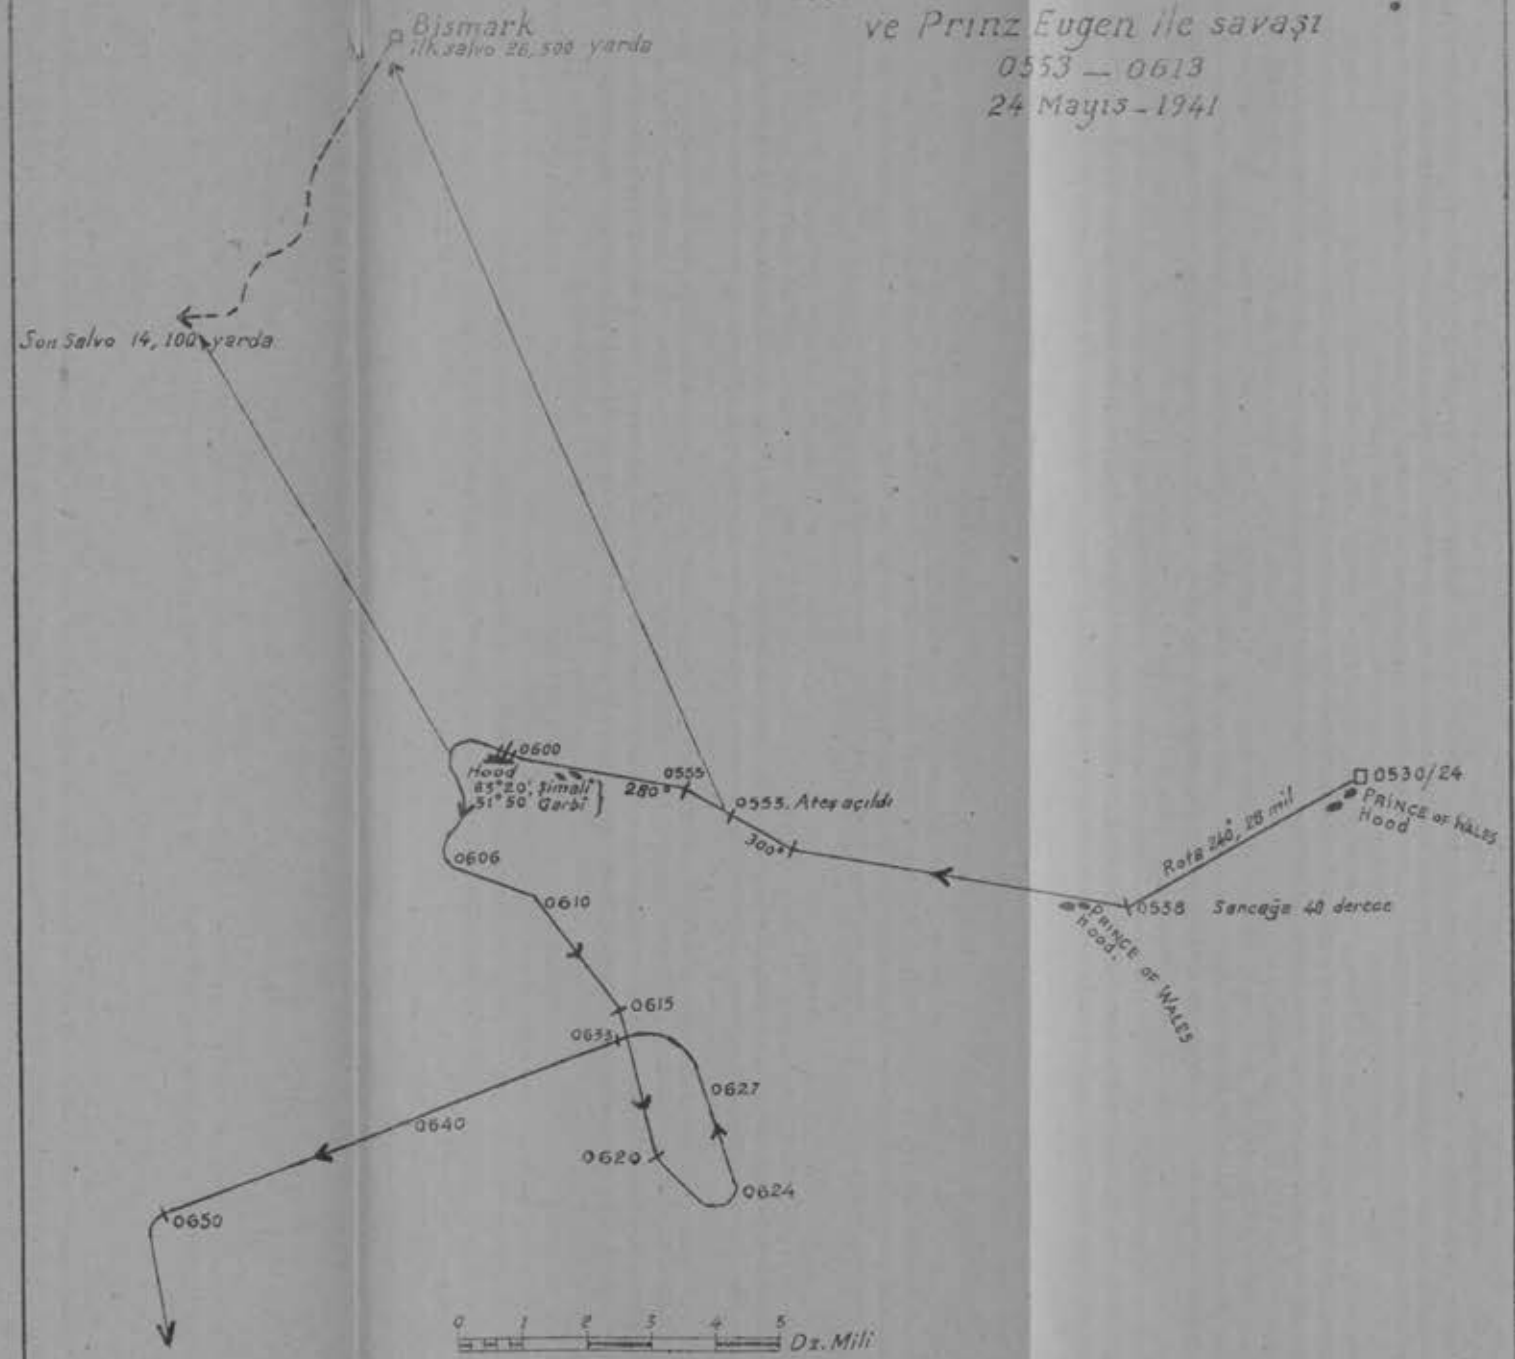 ve Prinz Eugen ile savaşı
0553 — 0613
24 Mayıs - 1941
Bismark
ilk salvo 26,500 yarda
Son Salvo 14,100 yarda
0600
Hood
63°20' Şimali
31°50' Garbi
0555
280°
0553. Ateş açıldı
300°
0530/24
PRINCE OF WALES
Hood
Rota 240°, 28 mil
0538 Sancağa 40 derece
PRINCE OF WALES
Hood.
0606
0610
0615
0633
0627
0640
0620
0624
0650
0 1 2 3 4 5
Dz. Mili